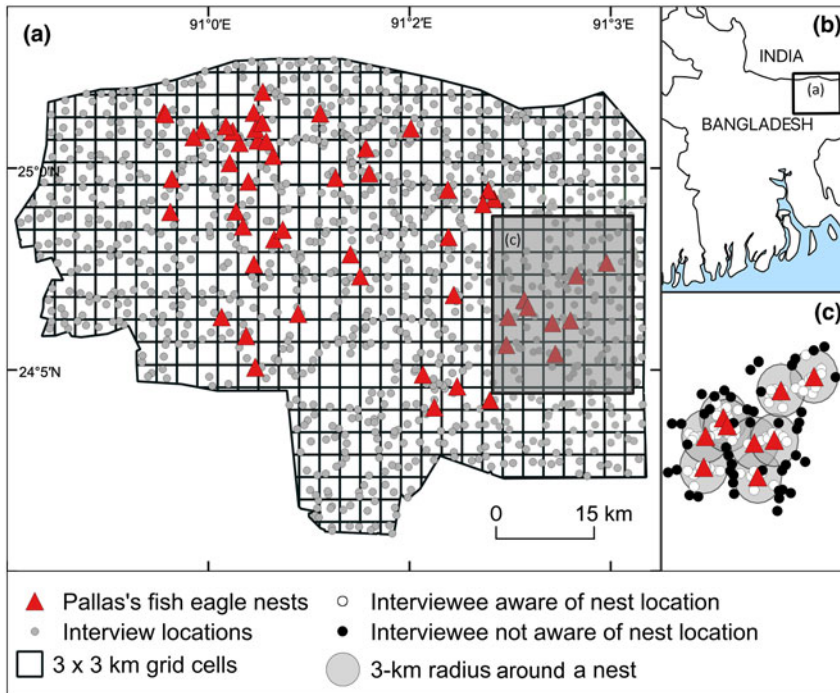 (a)
91°0'E
91°2'E
91°3'E
25°0'N
24°5'N
(c)
0 15 km
(b)
INDIA
(a)
BANGLADESH
(c)
Pallas's fish eagle nests
Interview locations
3 x 3 km grid cells
Interviewee aware of nest location
Interviewee not aware of nest location
3-km radius around a nest